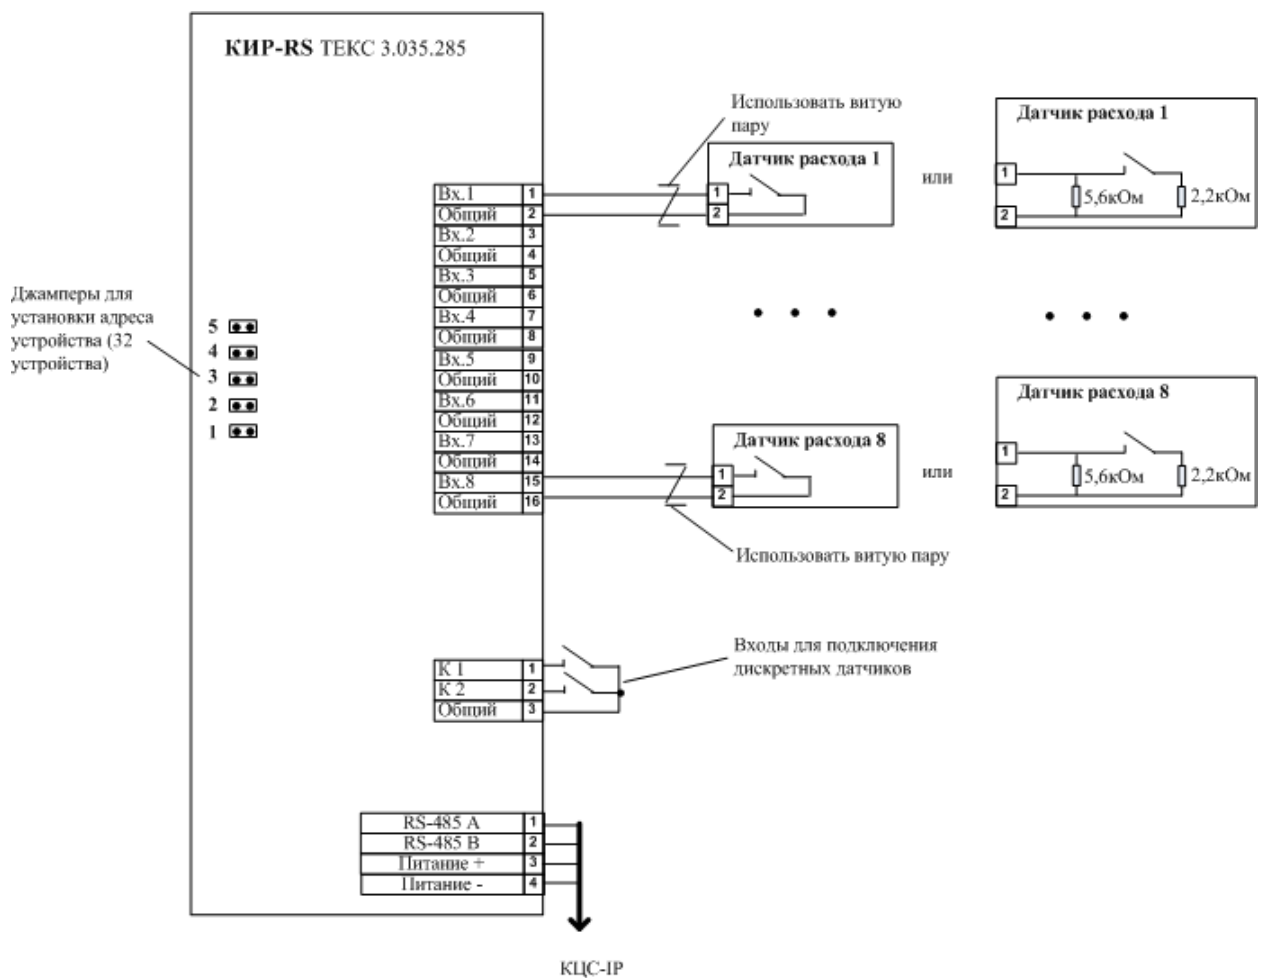 КИР-RS ТЕКС 3.035.285
Использовать витую
пару
Датчик расхода 1
1
2
или
Датчик расхода 1
1
2
5,6кОм
2,2кОм
Вх.1 1
Общий 2
Вх.2 3
Общий 4
Вх.3 5
Общий 6
Вх.4 7
Общий 8
Вх.5 9
Общий 10
Вх.6 11
Общий 12
Вх.7 13
Общий 14
Вх.8 15
Общий 16
Джамперы для
установки адреса
устройства (32
устройства)
5
4
3
2
1
Датчик расхода 8
1
2
или
Датчик расхода 8
1
2
5,6кОм
2,2кОм
Использовать витую пару
К 1 1
К 2 2
Общий 3
Входы для подключения
дискретных датчиков
RS-485 A 1
RS-485 B 2
Питание + 3
Питание - 4
КЦС-IP